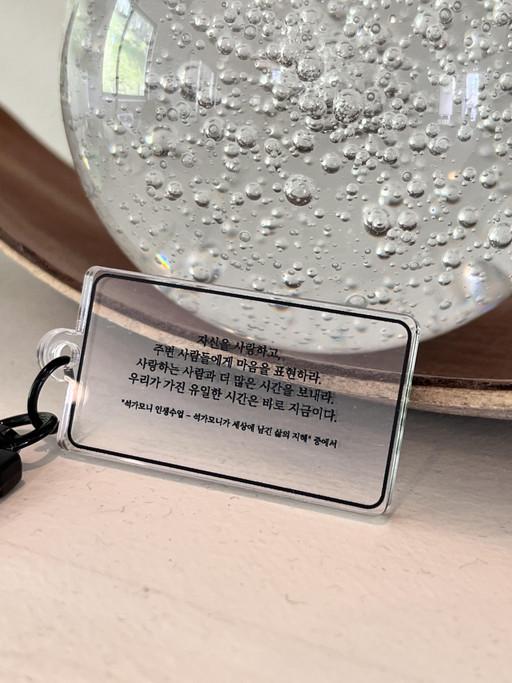 자신을 사랑하고,
주변 사람들에게 마음을 표현하라.
사랑하는 사람과 더 많은 시간을 보내라.
우리가 가진 유일한 시간은 바로 지금이다.
"석가모니 인생수업 - 석가모니가 세상에 남긴 삶의 지혜" 중에서